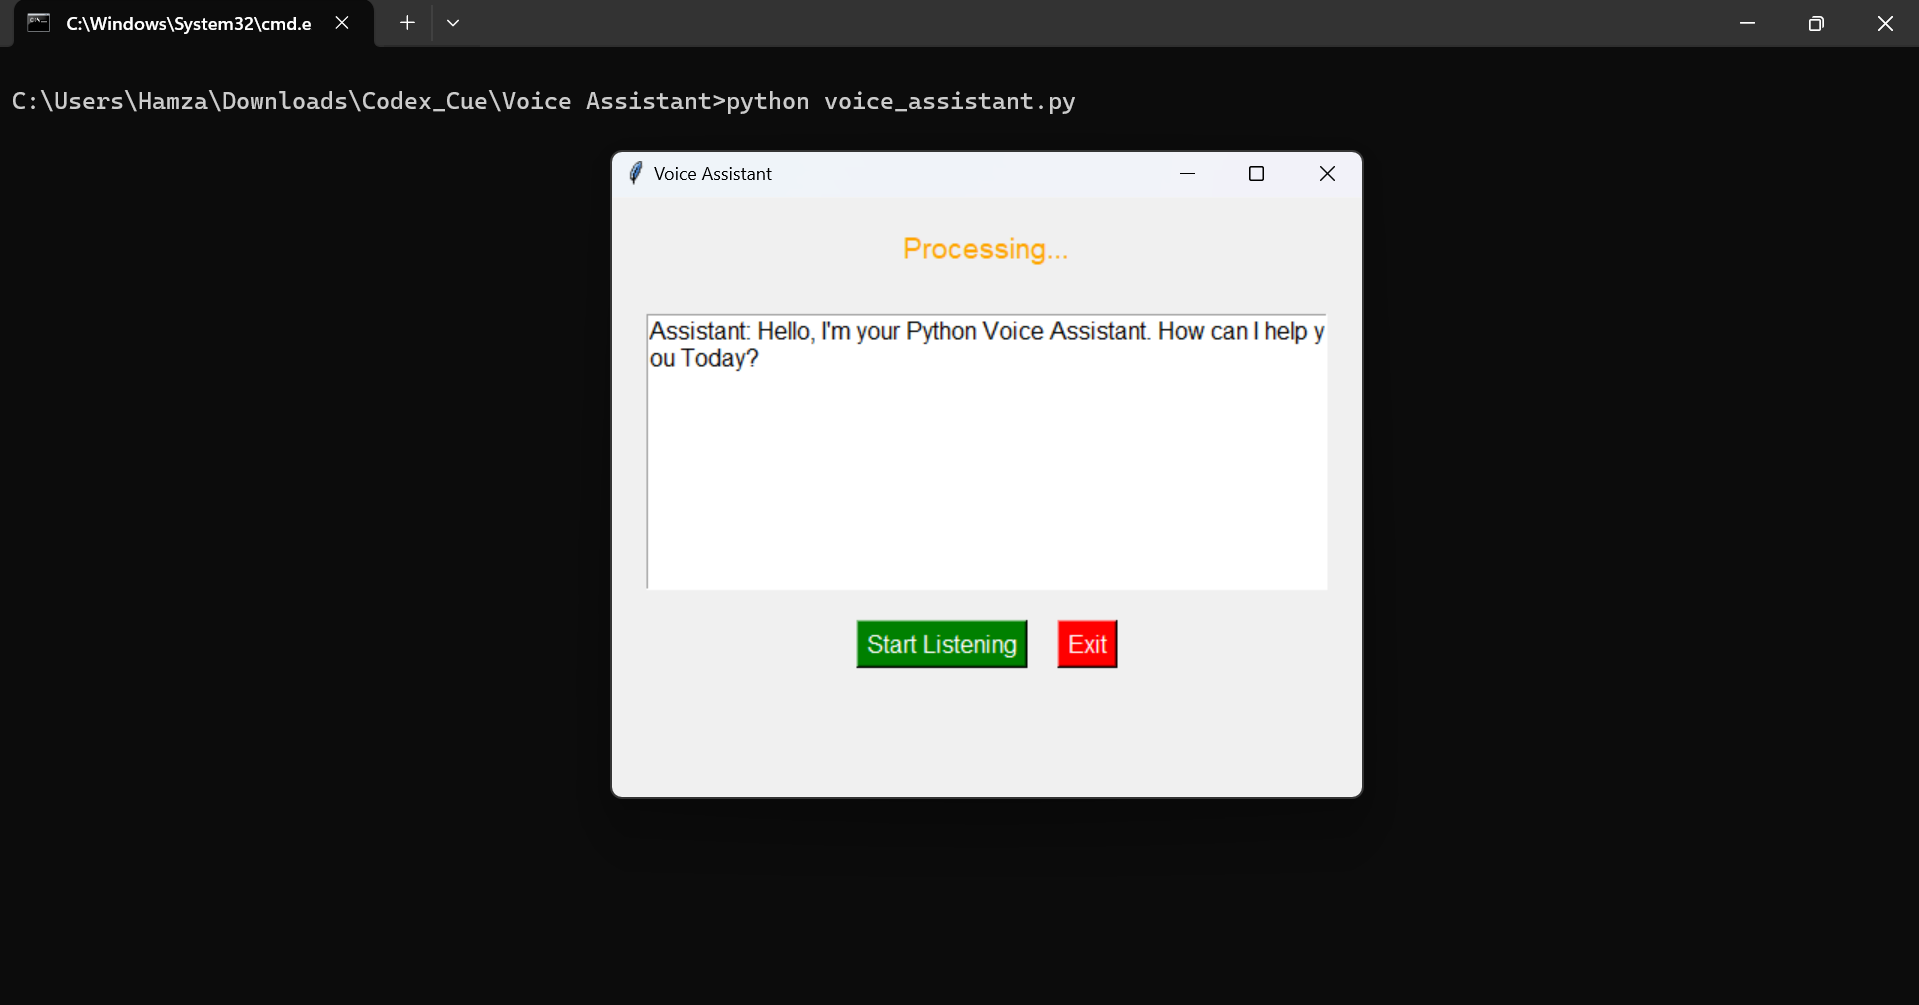 C:\Windows\System32\cmd.e
C:\Users\Hamza\Downloads\Codex_Cue\Voice Assistant>python voice_assistant.py
Voice Assistant
Processing...
Assistant: Hello, I'm your Python Voice Assistant. How can I help y
ou Today?
Start Listening
Exit